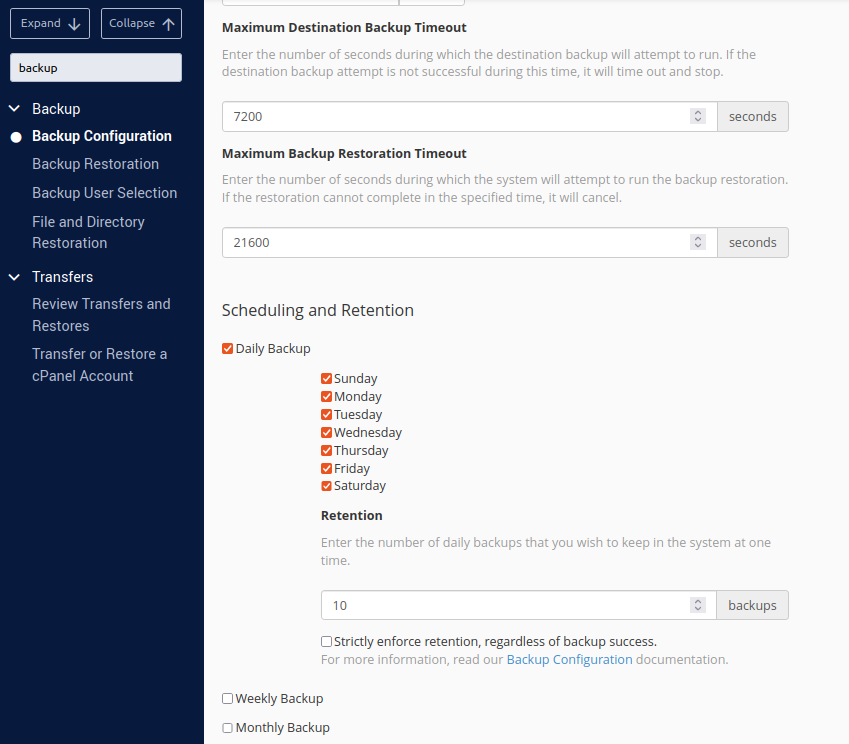 Expand
Collapse
backup
Backup
Backup Configuration
Backup Restoration
Backup User Selection
File and Directory
Restoration
Transfers
Review Transfers and
Restores
Transfer or Restore a
cPanel Account
Maximum Destination Backup Timeout
Enter the number of seconds during which the destination backup will attempt to run. If the
destination backup attempt is not successful during this time, it will time out and stop.
7200 seconds
Maximum Backup Restoration Timeout
Enter the number of seconds during which the system will attempt to run the backup restoration.
If the restoration cannot complete in the specified time, it will cancel.
21600 seconds
Scheduling and Retention
Daily Backup
Sunday
Monday
Tuesday
Wednesday
Thursday
Friday
Saturday
Retention
Enter the number of daily backups that you wish to keep in the system at one
time.
10 backups
Strictly enforce retention, regardless of backup success.
For more information, read our Backup Configuration documentation.
Weekly Backup
Monthly Backup